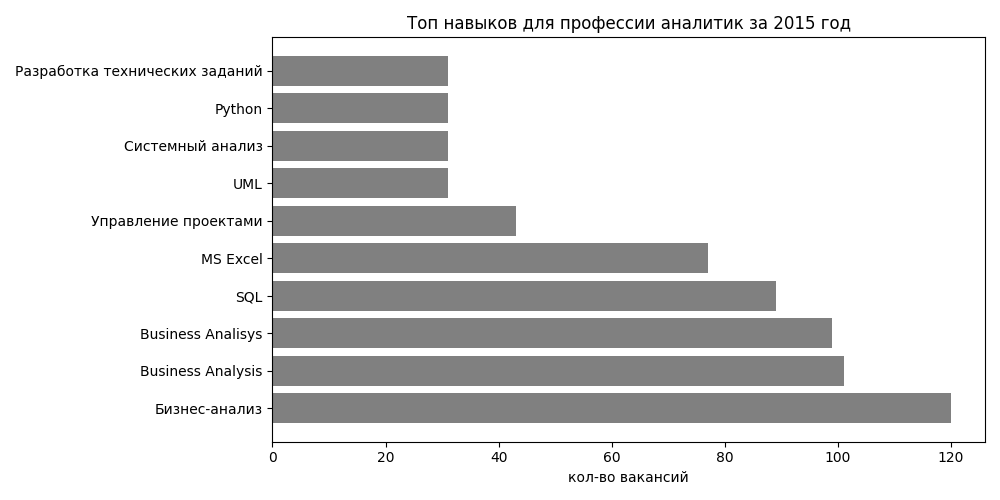 Топ навыков для профессии аналитик за 2015 год
Разработка технических заданий
Python
Системный анализ
UML
Управление проектами
MS Excel
SQL
Business Analisys
Business Analysis
Бизнес-анализ
0 20 40 60 80 100 120
кол-во вакансий